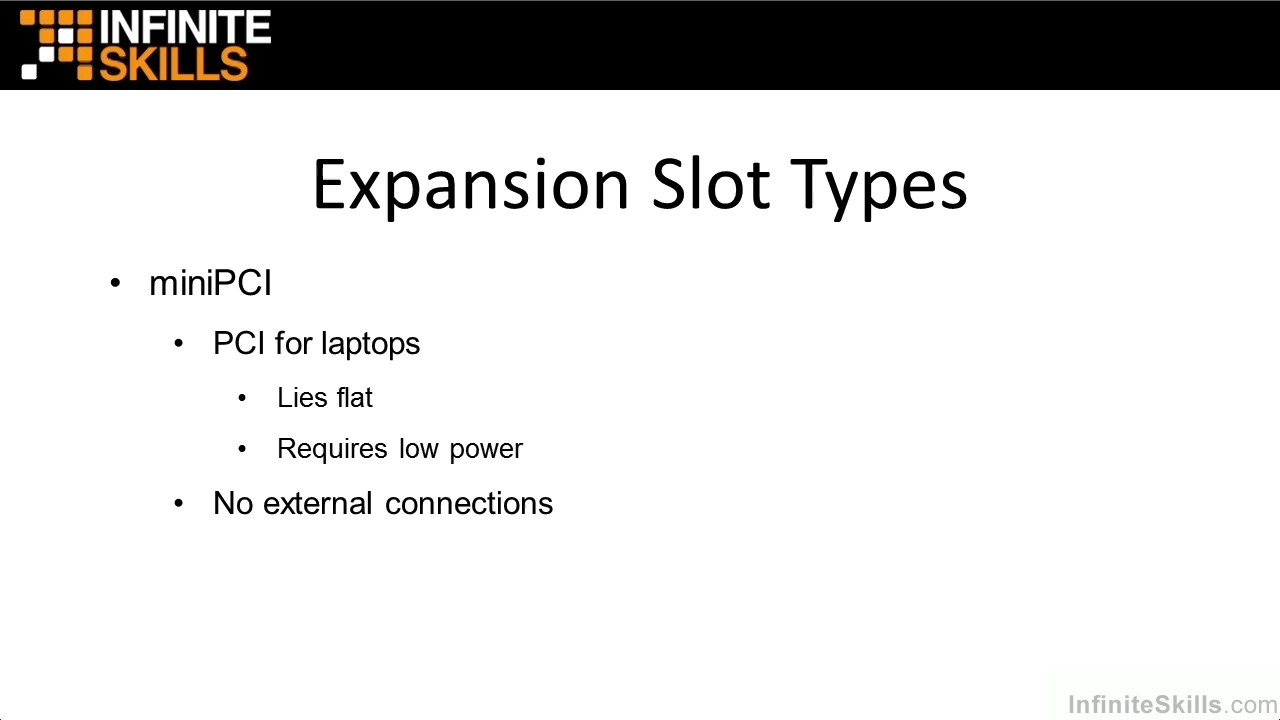 INFINITE
SKILLS
Expansion Slot Types
• miniPCI
• PCI for laptops
• Lies flat
• Requires low power
• No external connections
InfiniteSkills.com